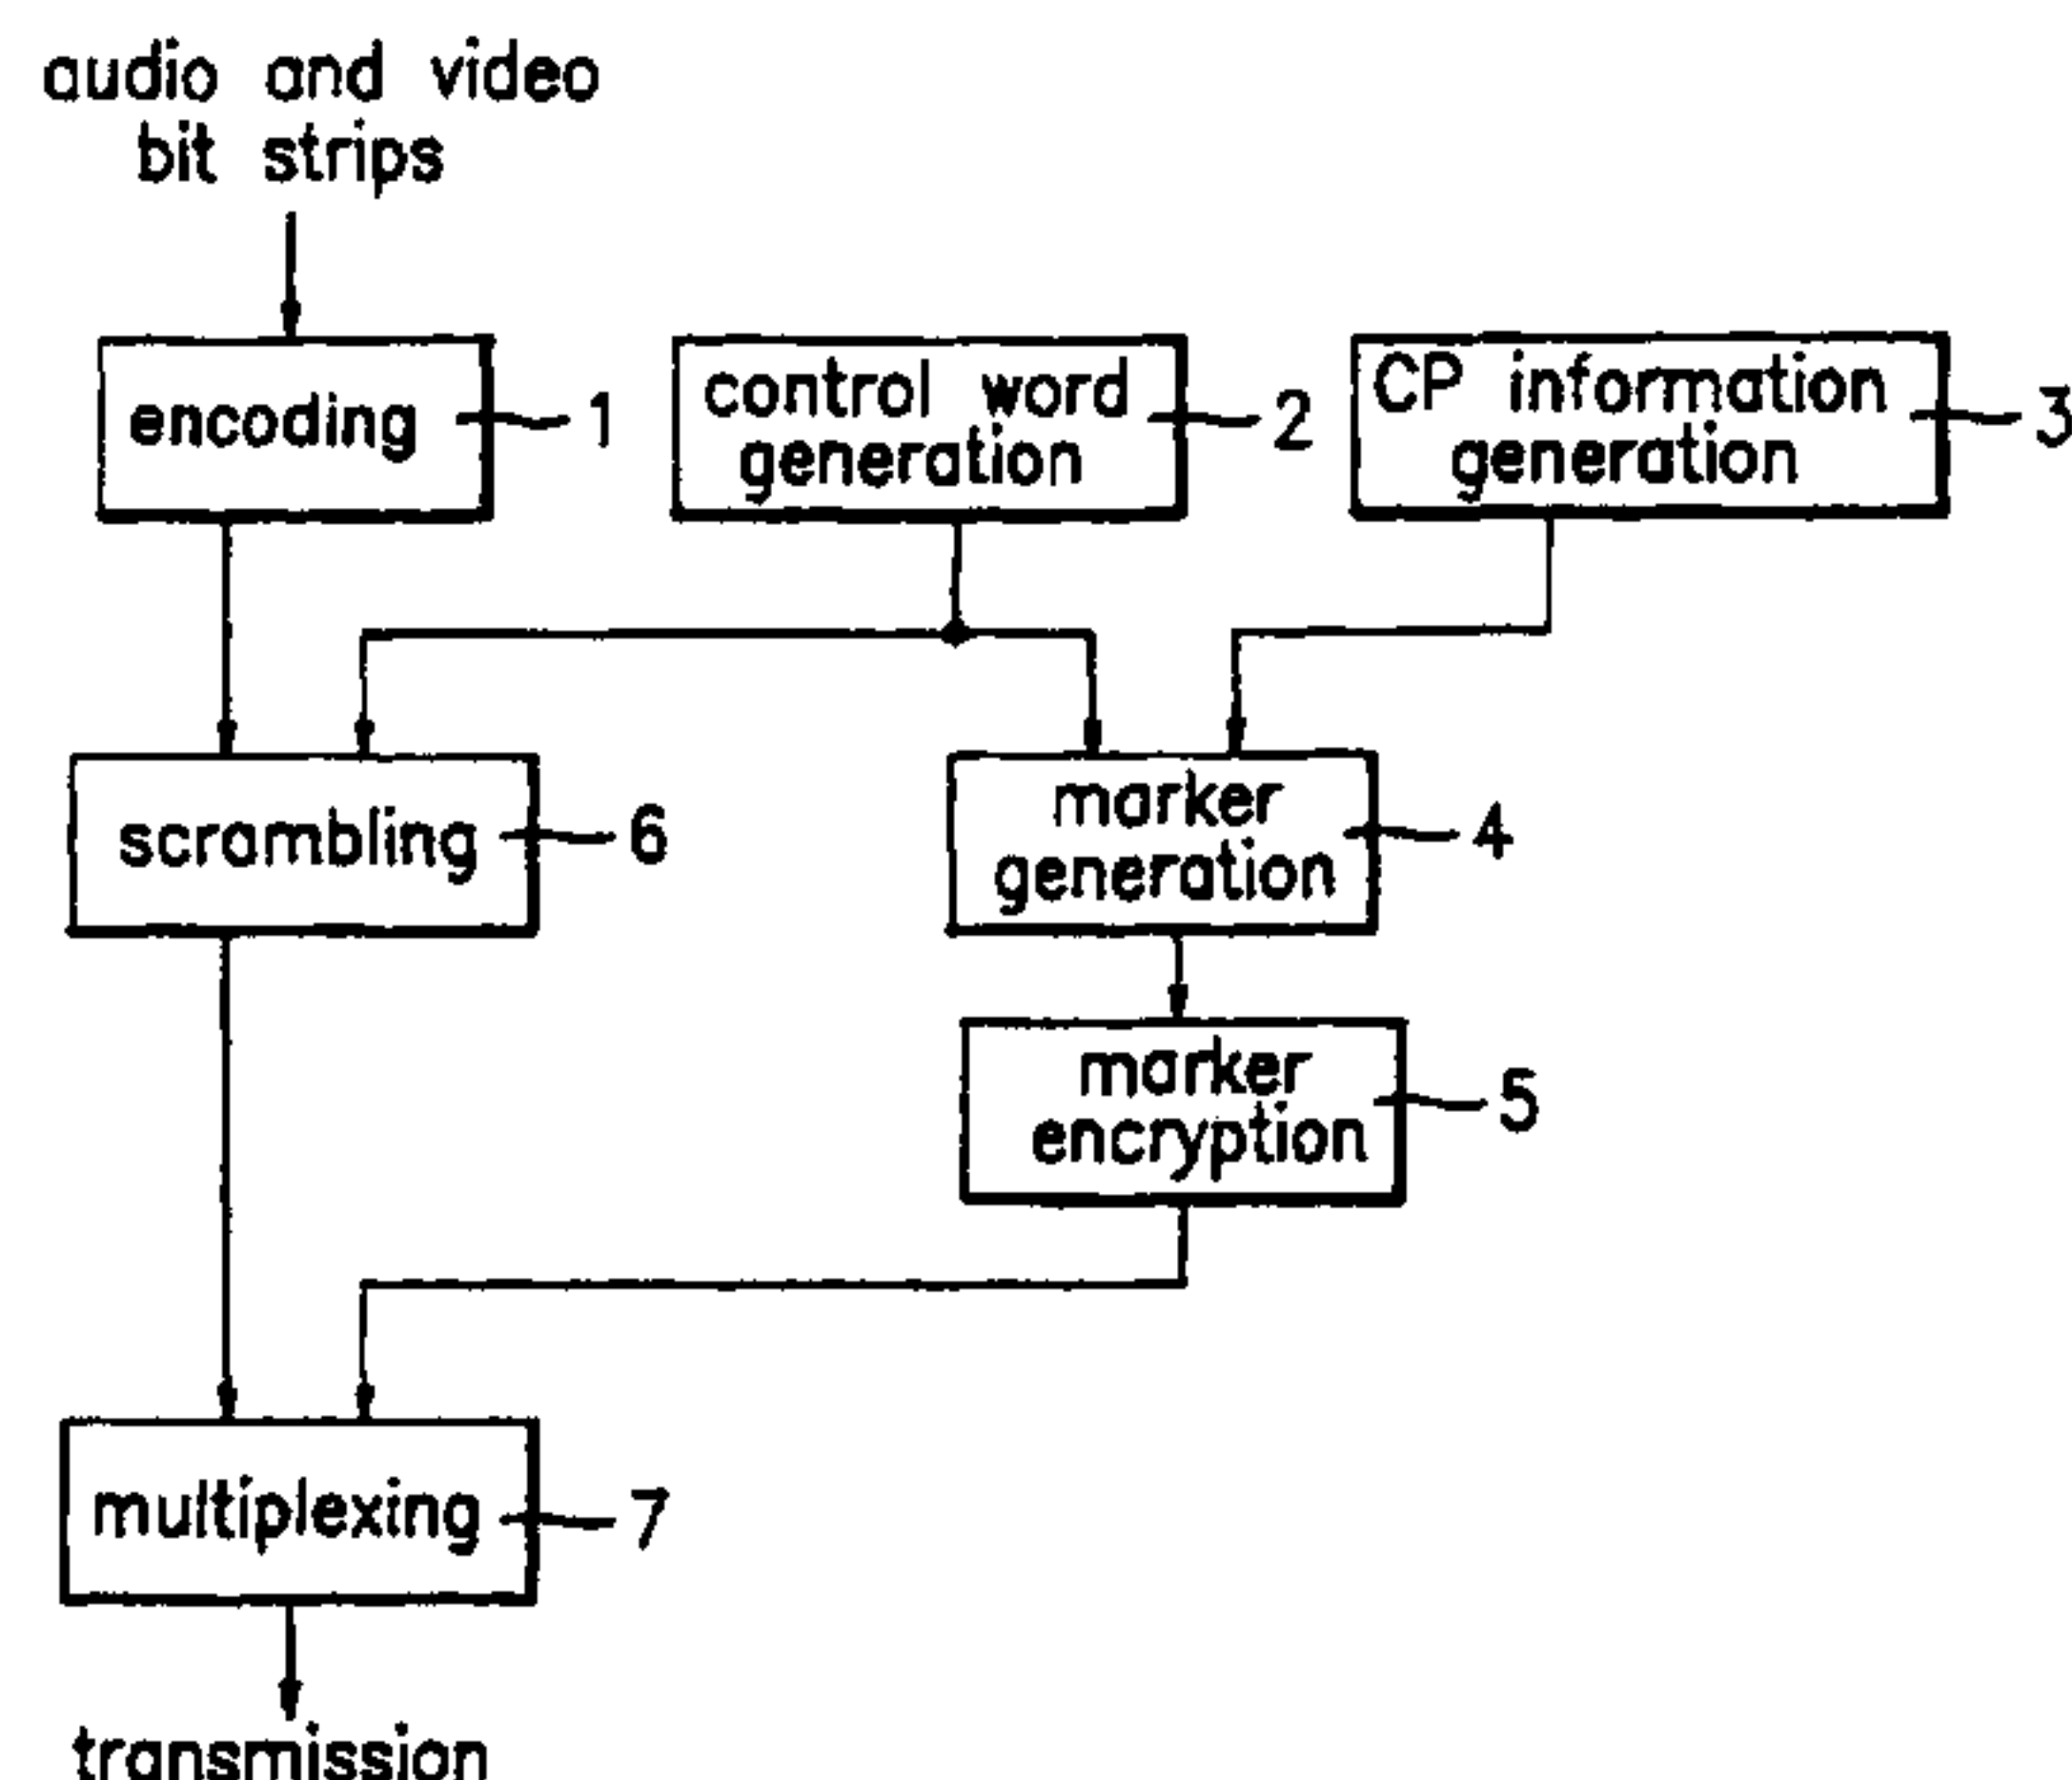 audio and video
bit strips
encoding
1
control word
generation
2
CP information
generation
3
scrambling
6
marker
generation
4
marker
encryption
5
multiplexing
7
transmission